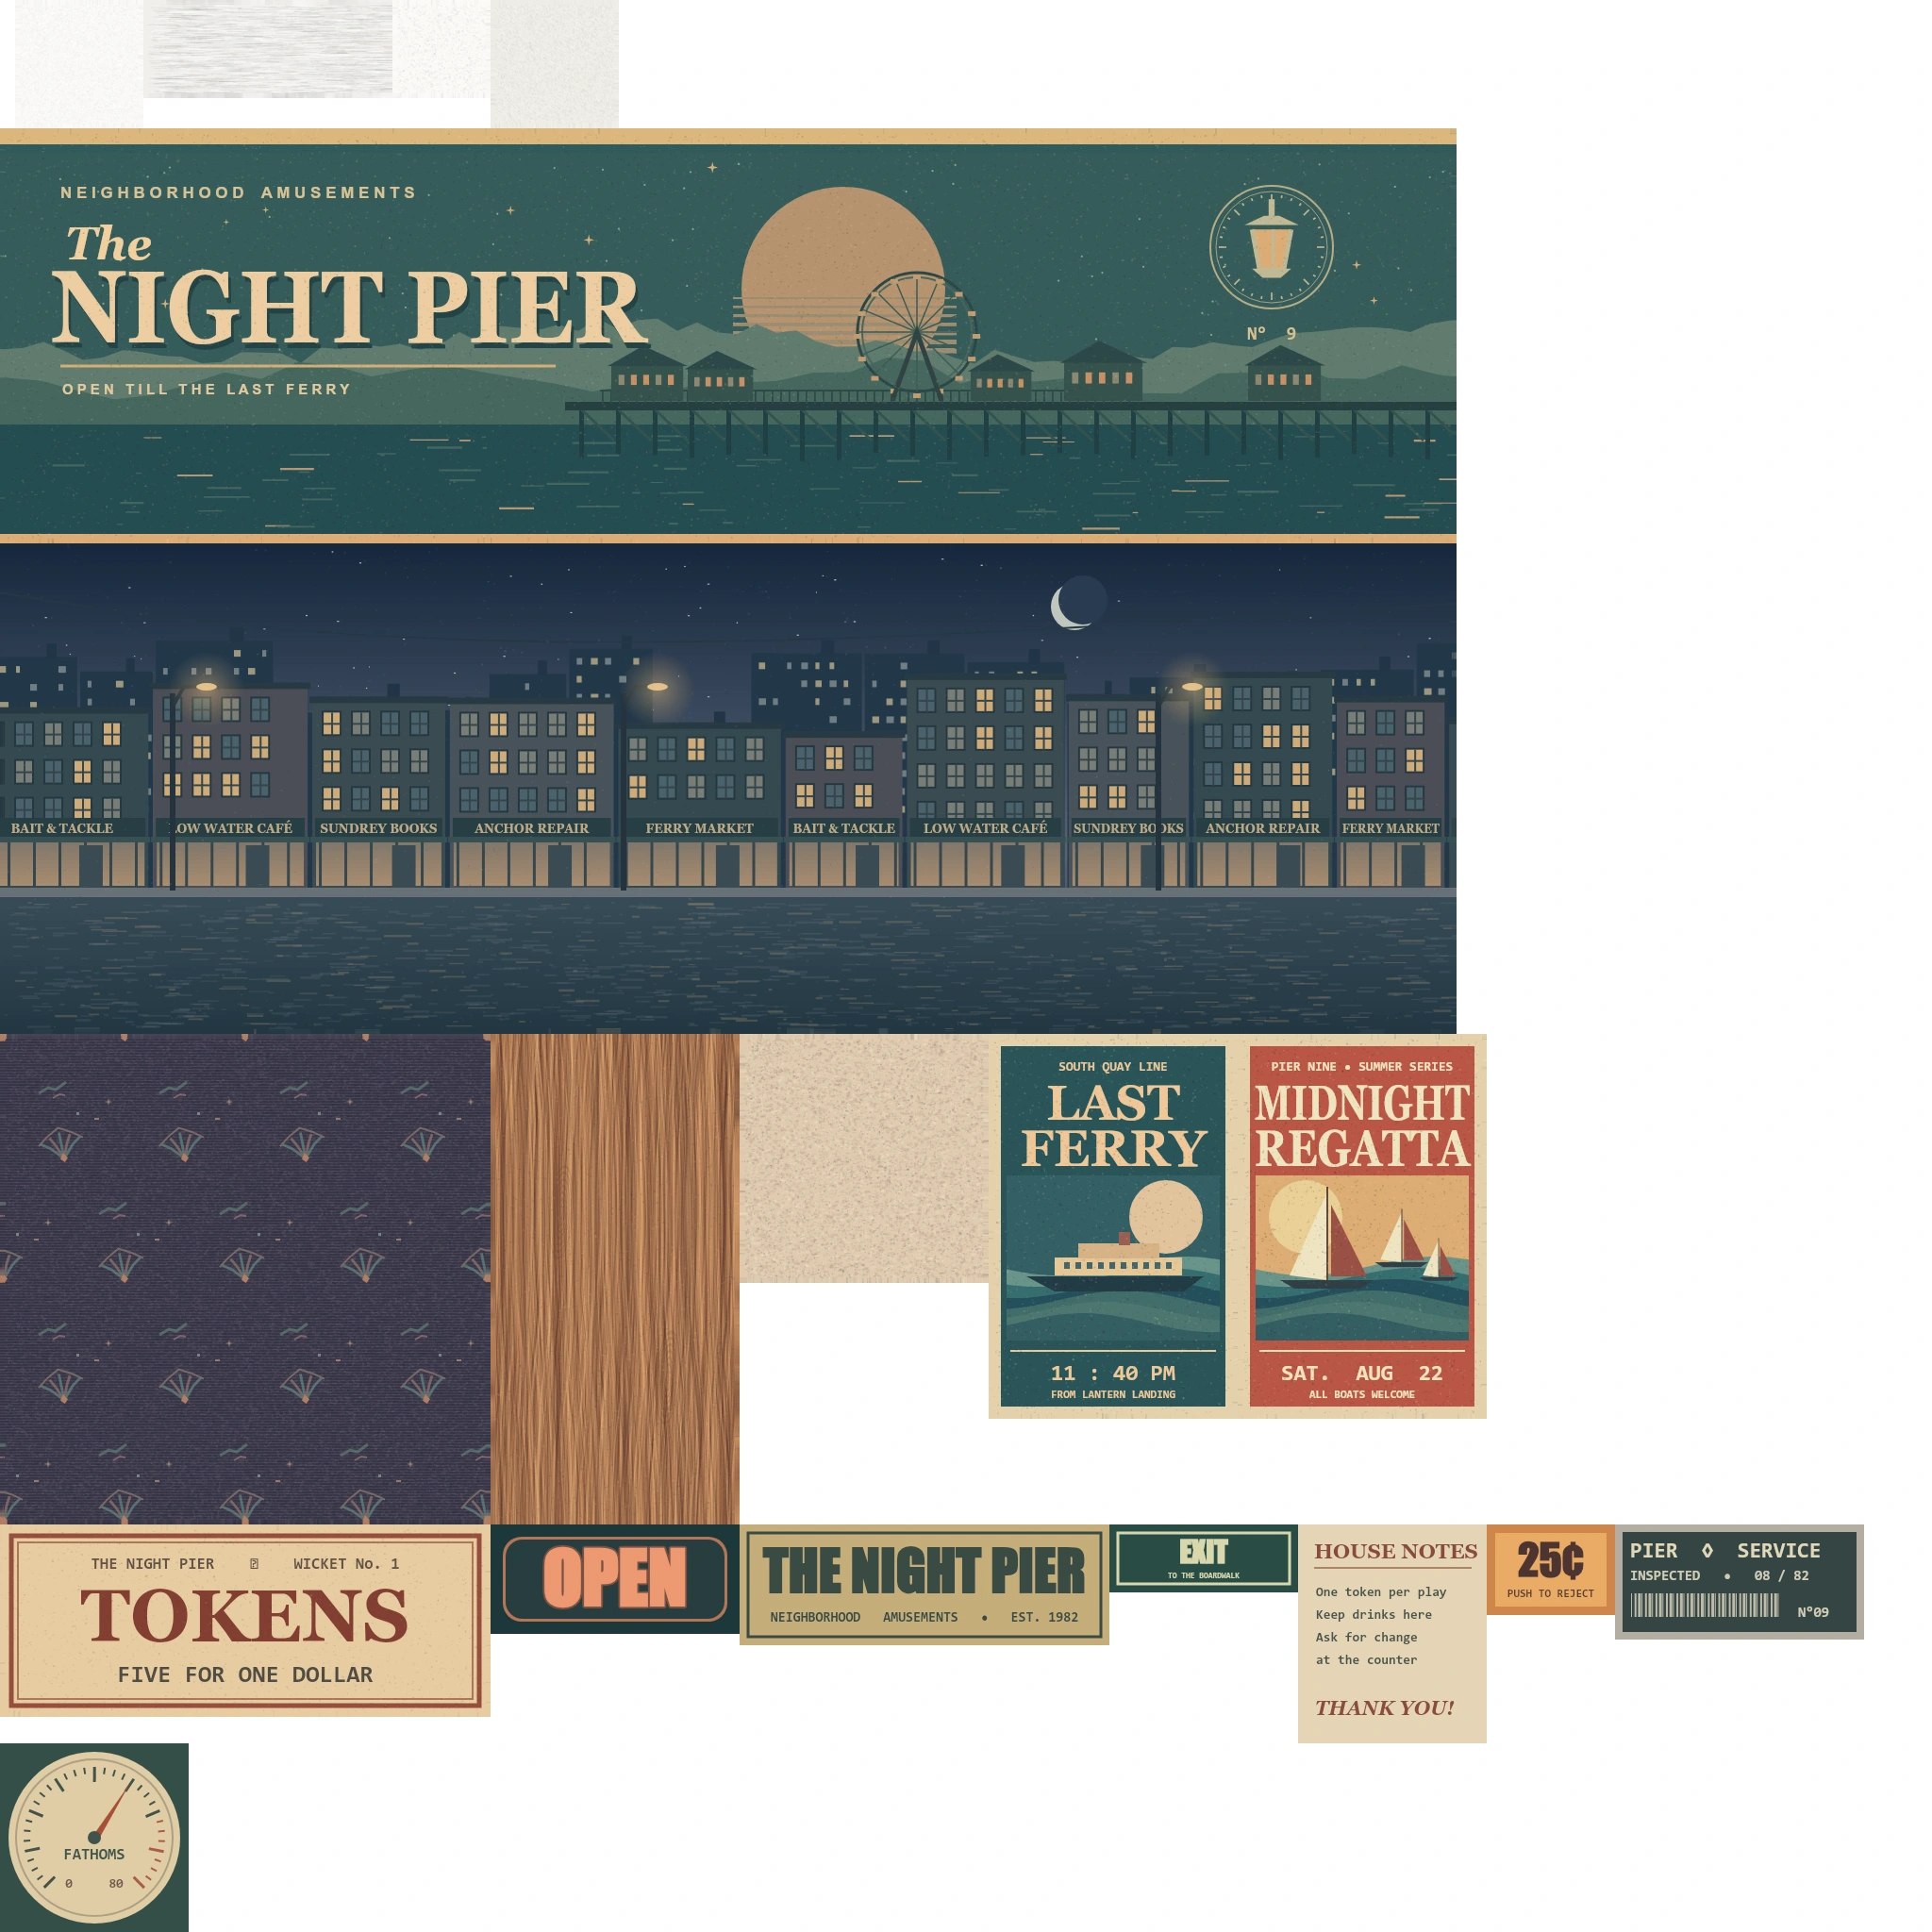 NEIGHBORHOOD AMUSEMENTS
The
NIGHT PIER
OPEN TILL THE LAST FERRY
Nº 9
BAIT & TACKLE
LOW WATER CAFÉ
SUNDREY BOOKS
ANCHOR REPAIR
FERRY MARKET
BAIT & TACKLE
LOW WATER CAFÉ
SUNDREY BOOKS
ANCHOR REPAIR
FERRY MARKET
SOUTH QUAY LINE
LAST
FERRY
11 : 40 PM
FROM LANTERN LANDING
PIER NINE • SUMMER SERIES
MIDNIGHT
REGATTA
SAT. AUG 22
ALL BOATS WELCOME
THE NIGHT PIER WICKET No. 1
TOKENS
FIVE FOR ONE DOLLAR
OPEN
THE NIGHT PIER
NEIGHBORHOOD AMUSEMENTS • EST. 1982
EXIT
TO THE BOARDWALK
HOUSE NOTES
One token per play
Keep drinks here
Ask for change
at the counter
THANK YOU!
25¢
PUSH TO REJECT
PIER ◊ SERVICE
INSPECTED • 08 / 82
Nº09
FATHOMS
0 80